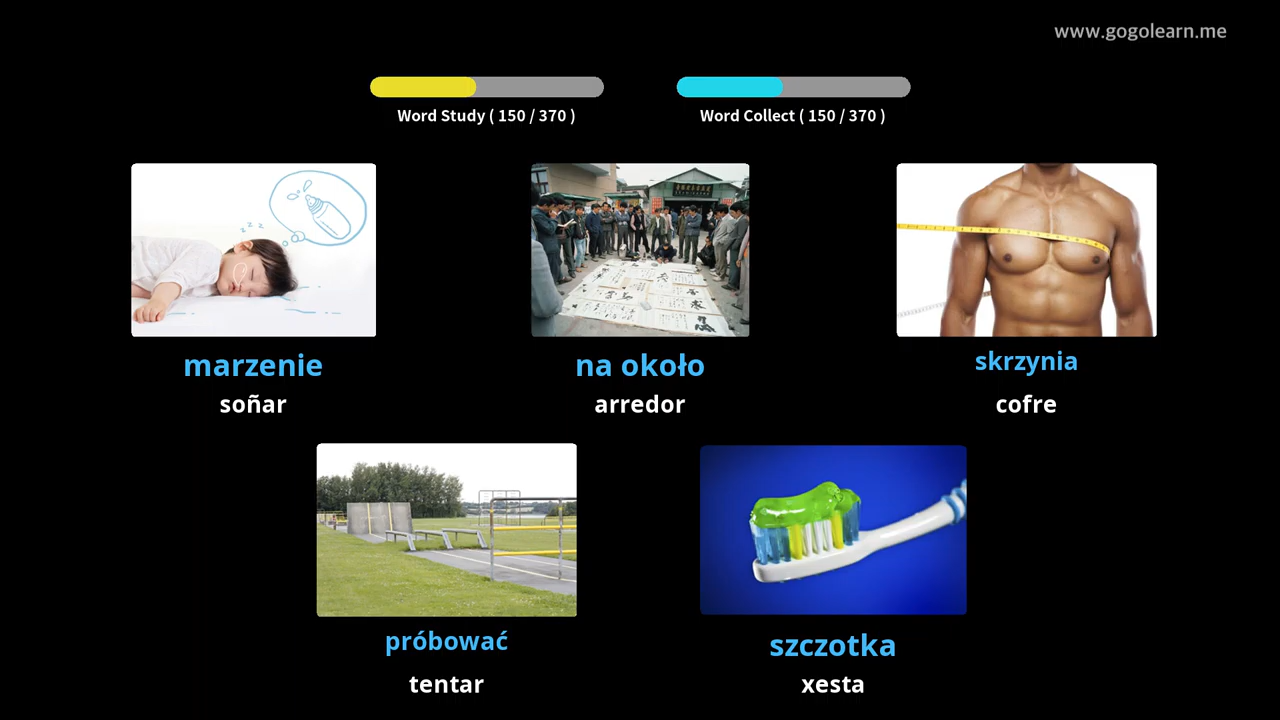 www.gogolearn.me
Word Study ( 150 / 370 )
Word Collect ( 150 / 370 )
z z z
marzenie
soñar
na około
arredor
skrzynia
cofre
próbować
tentar
szczotka
xesta